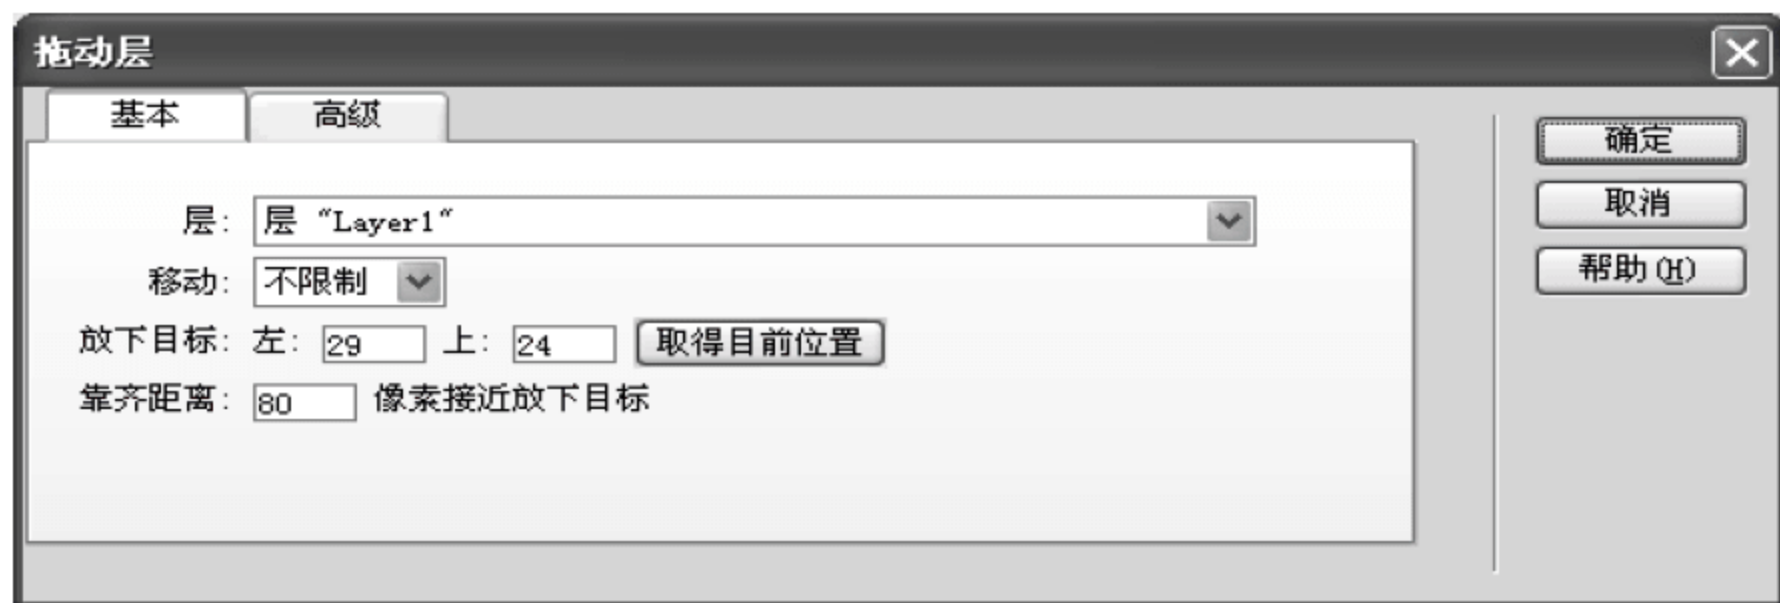 拖动层
基本 高级
确定
取消
帮助(H)
层: 层 "Layer1"
移动: 不限制
放下目标: 左: 29 上: 24 取得目前位置
靠齐距离: 80 像素接近放下目标